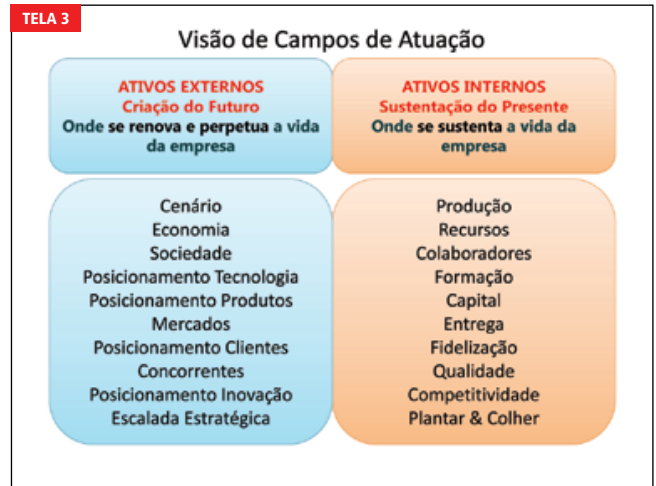 TELA 3
Visão de Campos de Atuação
ATIVOS EXTERNOS
Criação do Futuro
Onde se renova e perpetua a vida
da empresa
ATIVOS INTERNOS
Sustentação do Presente
Onde se sustenta a vida da
empresa
Cenário
Economia
Sociedade
Posicionamento Tecnologia
Posicionamento Produtos
Mercados
Posicionamento Clientes
Concorrentes
Posicionamento Inovação
Escalada Estratégica
Produção
Recursos
Colaboradores
Formação
Capital
Entrega
Fidelização
Qualidade
Competitividade
Plantar & Colher